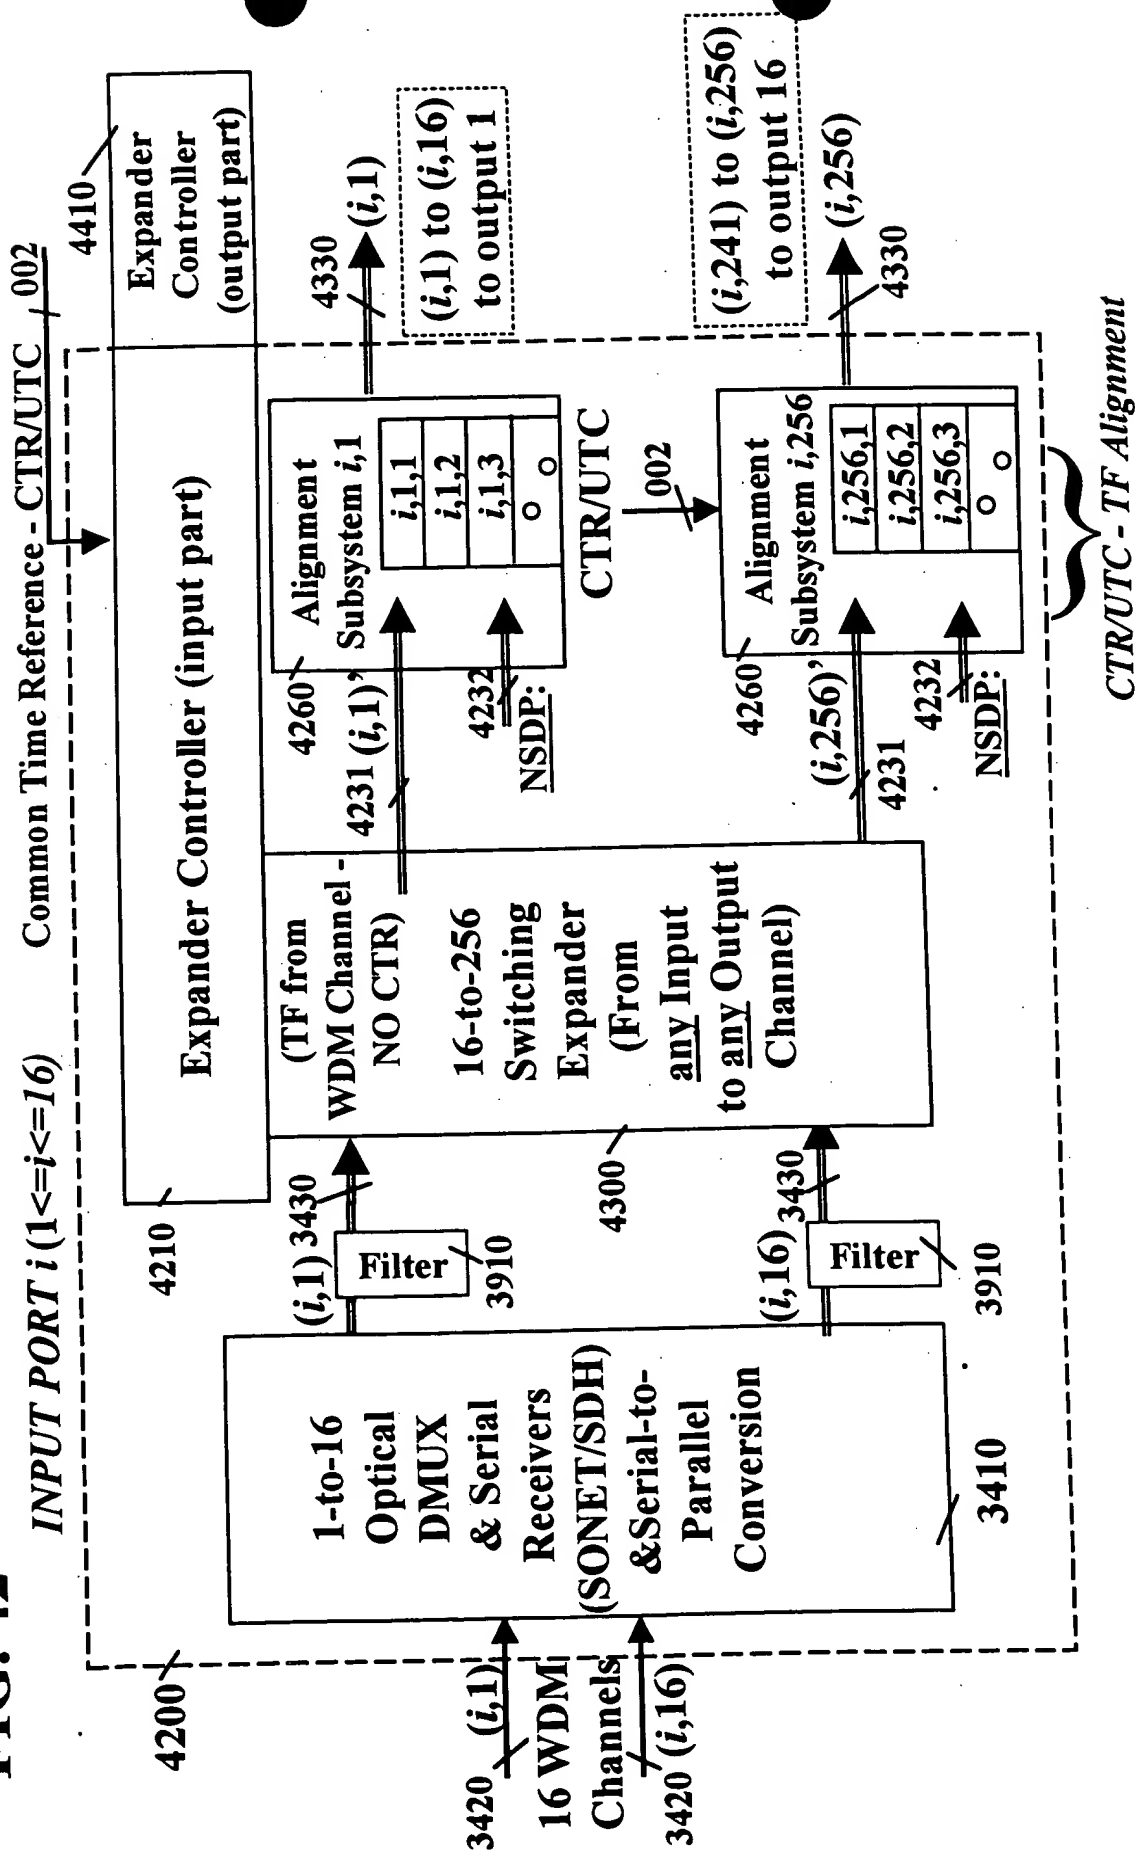 FIG. 42
INPUT PORT i (1<=i<=16)
Common Time Reference - CTR/UTC
002
4410
4210
Expander Controller (input part)
Expander
Controller
(output part)
4200
3420
(i,1)
16 WDM
Channels
3420 (i,16)
1-to-16
Optical
DMUX
& Serial
Receivers
(SONET/SDH)
&Serial-to-
Parallel
Conversion
3410
(i,1)
3430
Filter
3910
(i,16)
3430
Filter
3910
(TF from
WDM Channel -
NO CTR)
16-to-256
Switching
Expander
(From
any Input
to any Output
Channel)
4300
4260
4231 (i,1)'
4232
NSDP:
Alignment
Subsystem i,1
i,1,1
i,1,2
i,1,3
4330
(i,1)
(i,1) to (i,16)
to output 1
CTR/UTC
002
4260
(i,256)'
4231
4232
NSDP:
Alignment
Subsystem i,256
i,256,1
i,256,2
i,256,3
(i,241) to (i,256)
to output 16
(i,256)
4330
CTR/UTC - TF Alignment